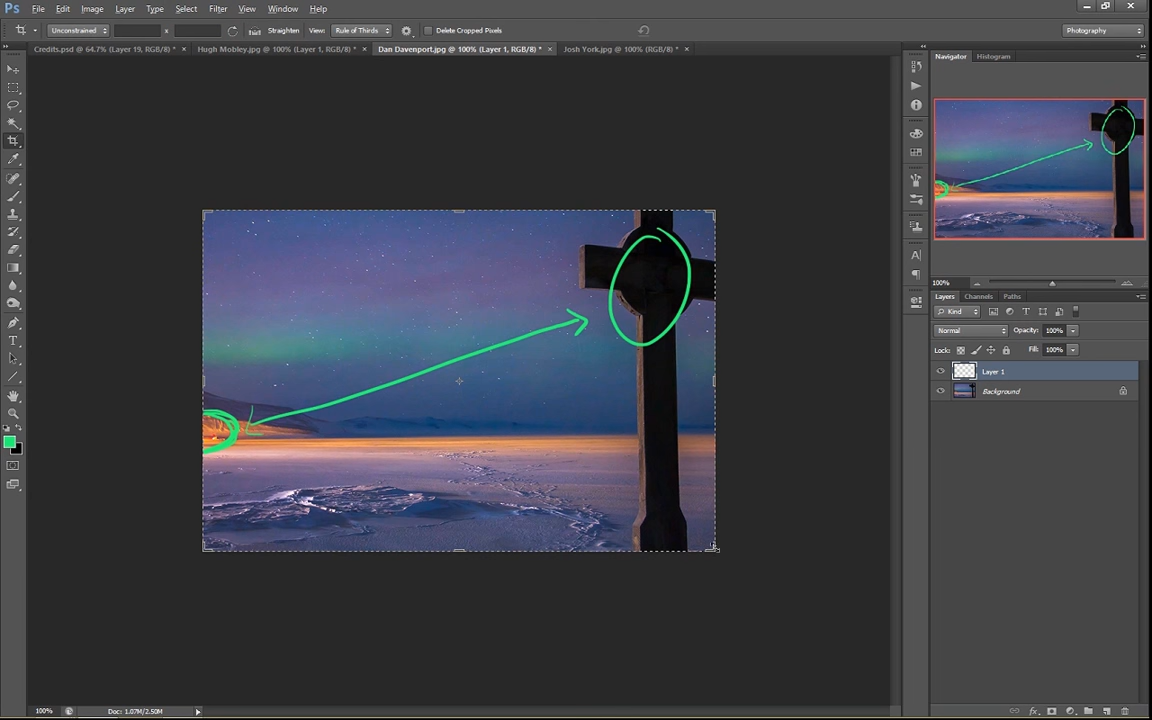 Ps File Edit Image Layer Type Select Filter View Window Help
Unconstrained x Straighten View: Rule of Thirds Delete Cropped Pixels Photography
Credits.psd @ 64.7% (Layer 19, RGB/8) * × Hugh Mobley.jpg @ 100% (Layer 1, RGB/8) * × Dan Davenport.jpg @ 100% (Layer 1, RGB/8) * × Josh York.jpg @ 100% (RGB/8) * ×
Navigator Histogram
100%
Layers Channels Paths
Kind
Normal Opacity: 100%
Lock: Fill: 100%
Layer 1
Background
100% Doc: 1.07M/2.50M